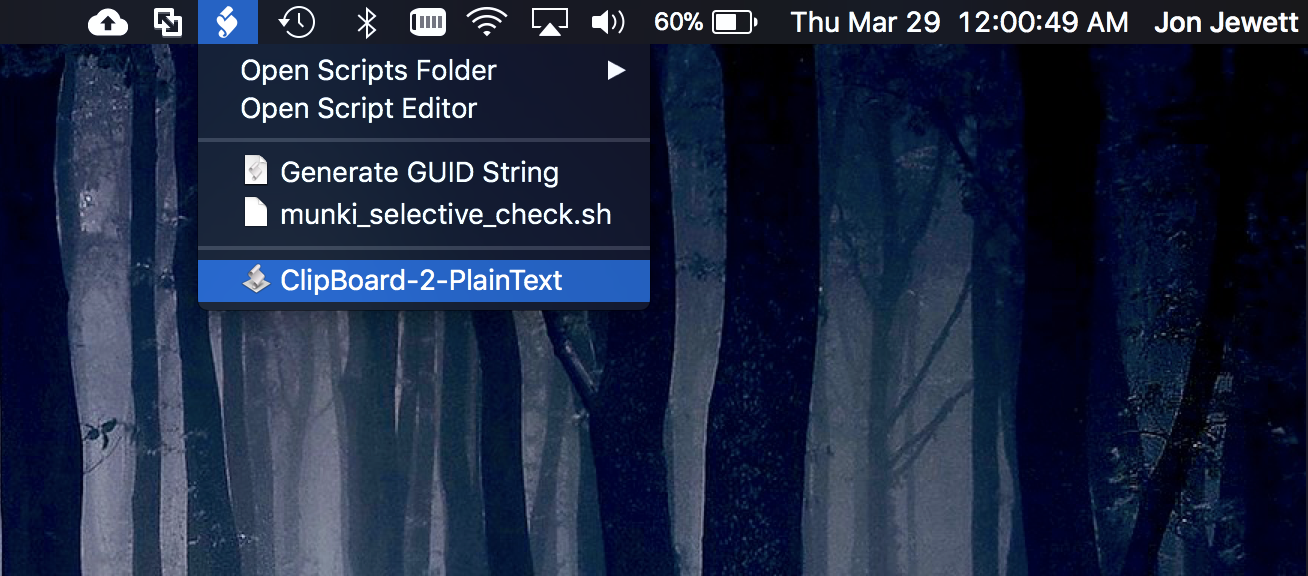 60% Thu Mar 29 12:00:49 AM Jon Jewett
Open Scripts Folder
Open Script Editor
Generate GUID String
munki_selective_check.sh
ClipBoard-2-PlainText